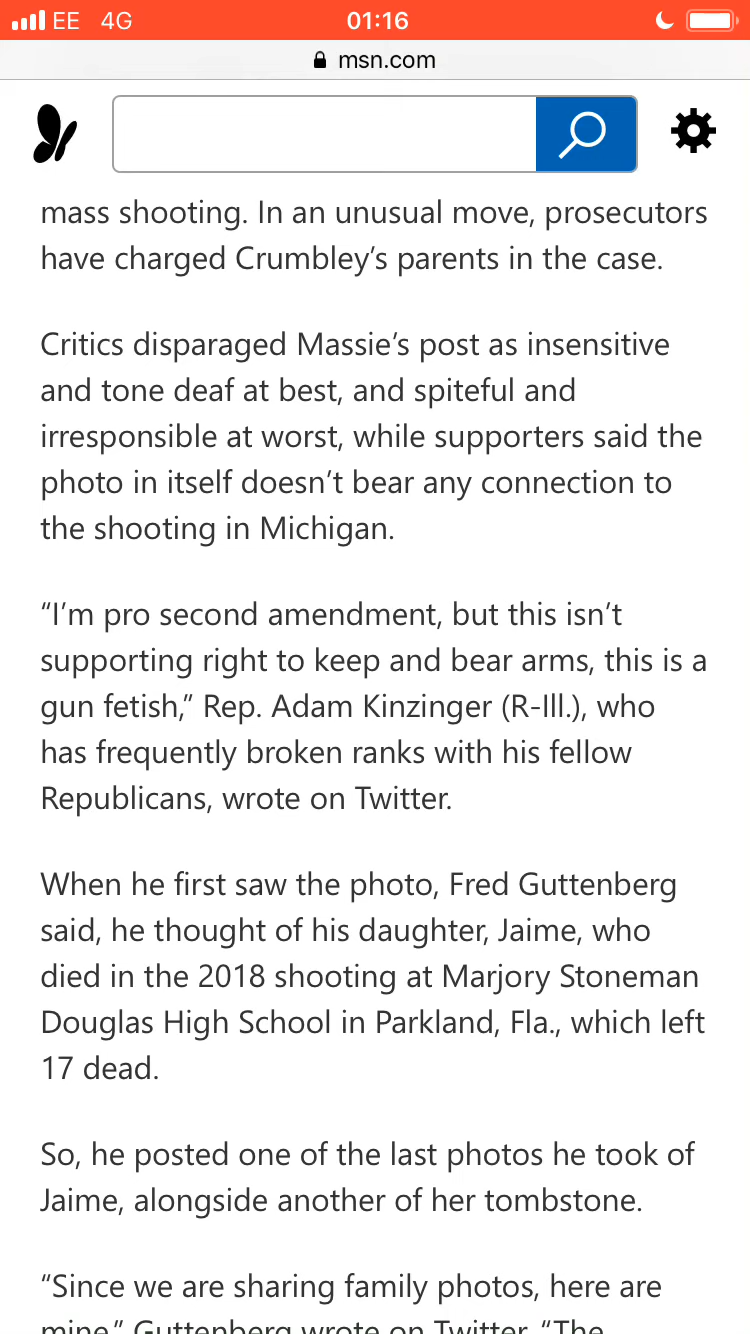 EE 4G 01:16
msn.com
mass shooting. In an unusual move, prosecutors
have charged Crumbley’s parents in the case.
Critics disparaged Massie’s post as insensitive
and tone deaf at best, and spiteful and
irresponsible at worst, while supporters said the
photo in itself doesn’t bear any connection to
the shooting in Michigan.
“I’m pro second amendment, but this isn’t
supporting right to keep and bear arms, this is a
gun fetish,” Rep. Adam Kinzinger (R-Ill.), who
has frequently broken ranks with his fellow
Republicans, wrote on Twitter.
When he first saw the photo, Fred Guttenberg
said, he thought of his daughter, Jaime, who
died in the 2018 shooting at Marjory Stoneman
Douglas High School in Parkland, Fla., which left
17 dead.
So, he posted one of the last photos he took of
Jaime, alongside another of her tombstone.
“Since we are sharing family photos, here are
mine,” Guttenberg wrote on Twitter. “The